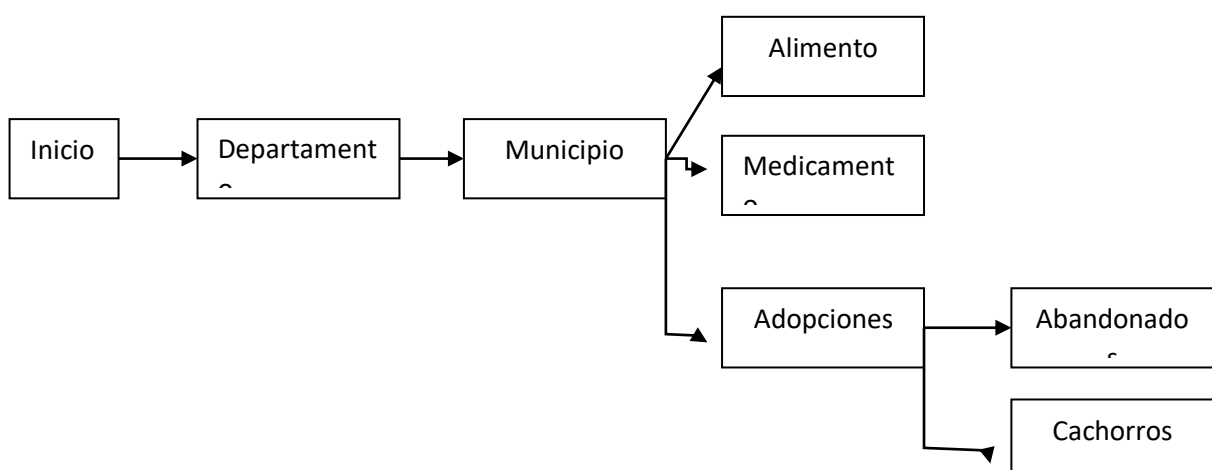 Alimento
Inicio
Departament
o
Municipio
Medicament
o
Adopciones
Abandonado
s
Cachorros